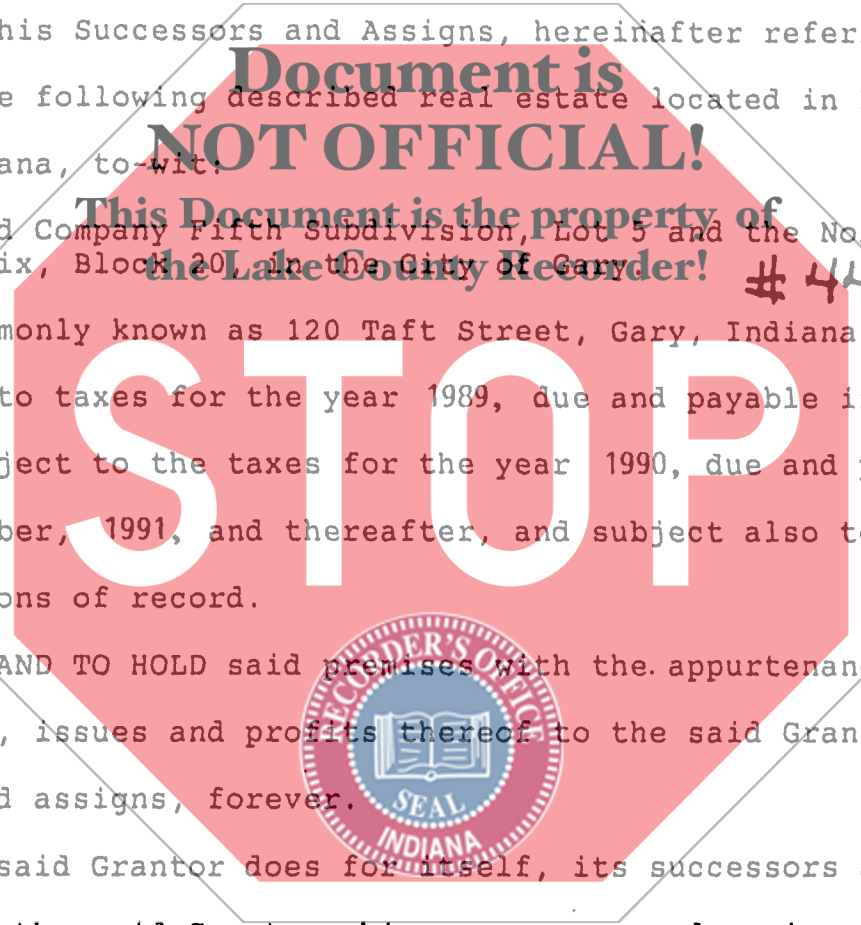 his Successors and Assigns, hereinafter refer
Document is
e following described real estate located in
NOT OFFICIAL!
ana, to-wit:
This Document is the property of
d Company Fifth Subdivision, Lot 5 and the No
the Lake County Recorder!
ix, Block 20, in the City of Gary.
# 44
monly known as 120 Taft Street, Gary, Indiana
to taxes for the year 1989, due and payable i
STOP
ject to the taxes for the year 1990, due and
ber, 1991, and thereafter, and subject also to
ons of record.
RECORDER'S OFFICE
AND TO HOLD said premises with the appurtenan
, issues and profits thereof to the said Gran
d assigns, forever.
SEAL
INDIANA
said Grantor does for itself, its successors